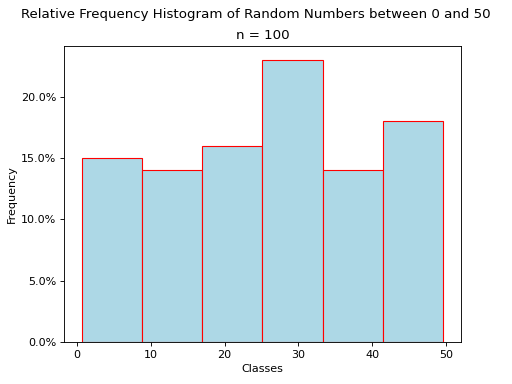 Relative Frequency Histogram of Random Numbers between 0 and 50
n = 100
20.0%
15.0%
10.0%
5.0%
0.0%
Frequency
0 10 20 30 40 50
Classes